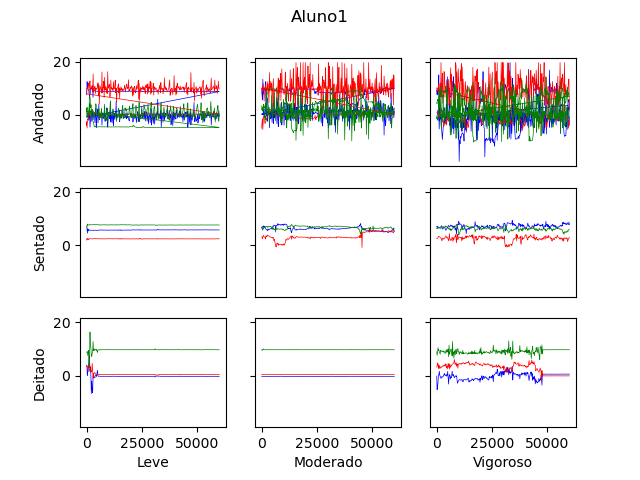 Aluno1
20
0
Andando
20
0
Sentado
20
0
Deitado
0 25000 50000
0 25000 50000
0 25000 50000
Leve
Moderado
Vigoroso